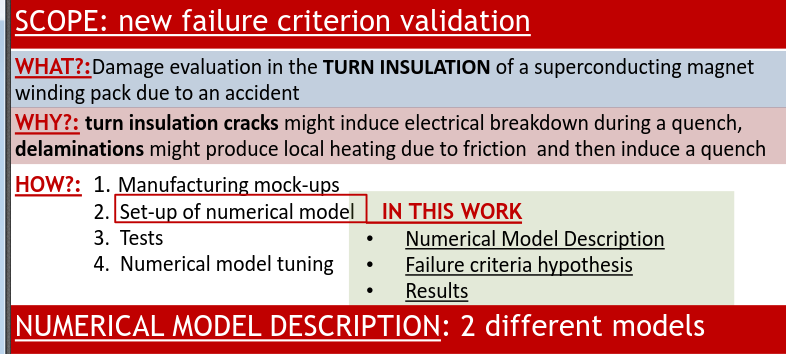 SCOPE: new failure criterion validation
WHAT?:Damage evaluation in the TURN INSULATION of a superconducting magnet
winding pack due to an accident
WHY?: turn insulation cracks might induce electrical breakdown during a quench,
delaminations might produce local heating due to friction and then induce a quench
HOW?: 1. Manufacturing mock-ups
2. Set-up of numerical model IN THIS WORK
3. Tests • Numerical Model Description
4. Numerical model tuning • Failure criteria hypothesis
• Results
NUMERICAL MODEL DESCRIPTION: 2 different models